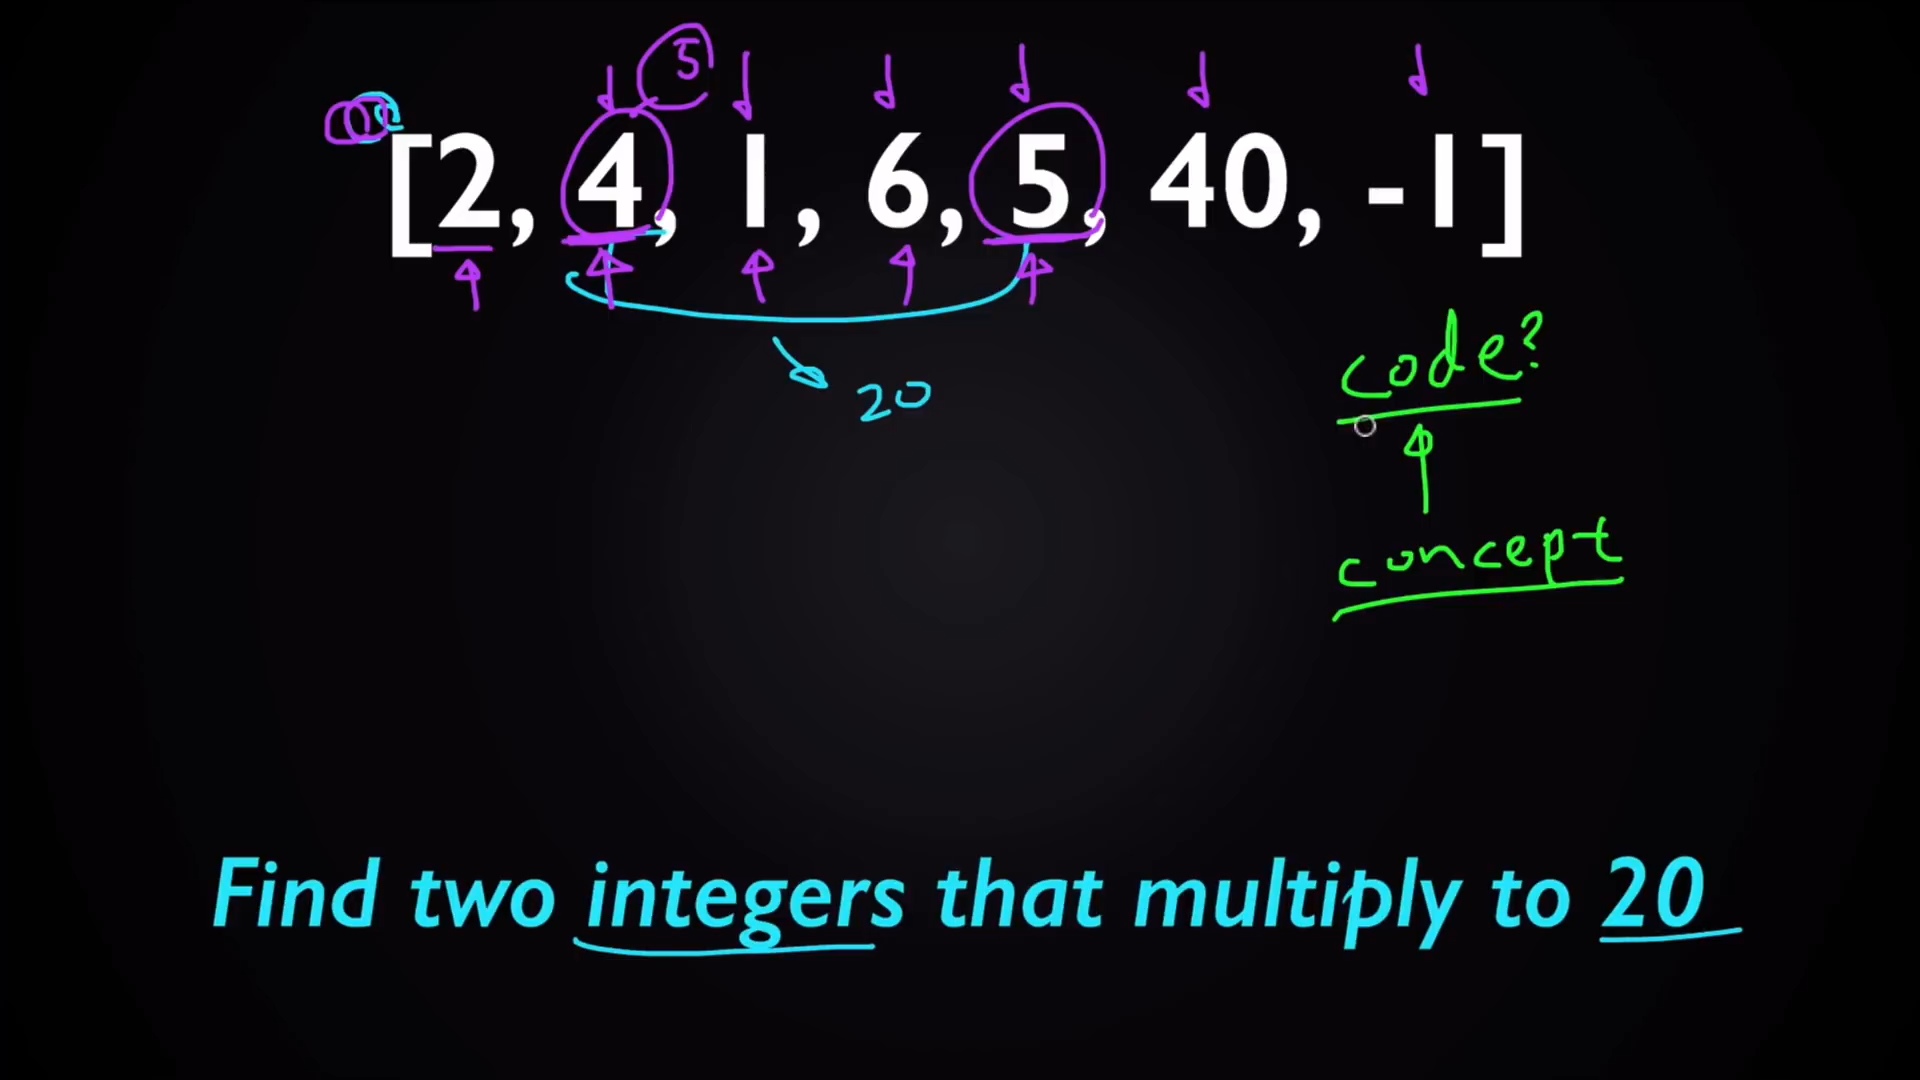 5
[2, 4, 1, 6, 5, 40, -1]
20
code?
concept
Find two integers that multiply to 20